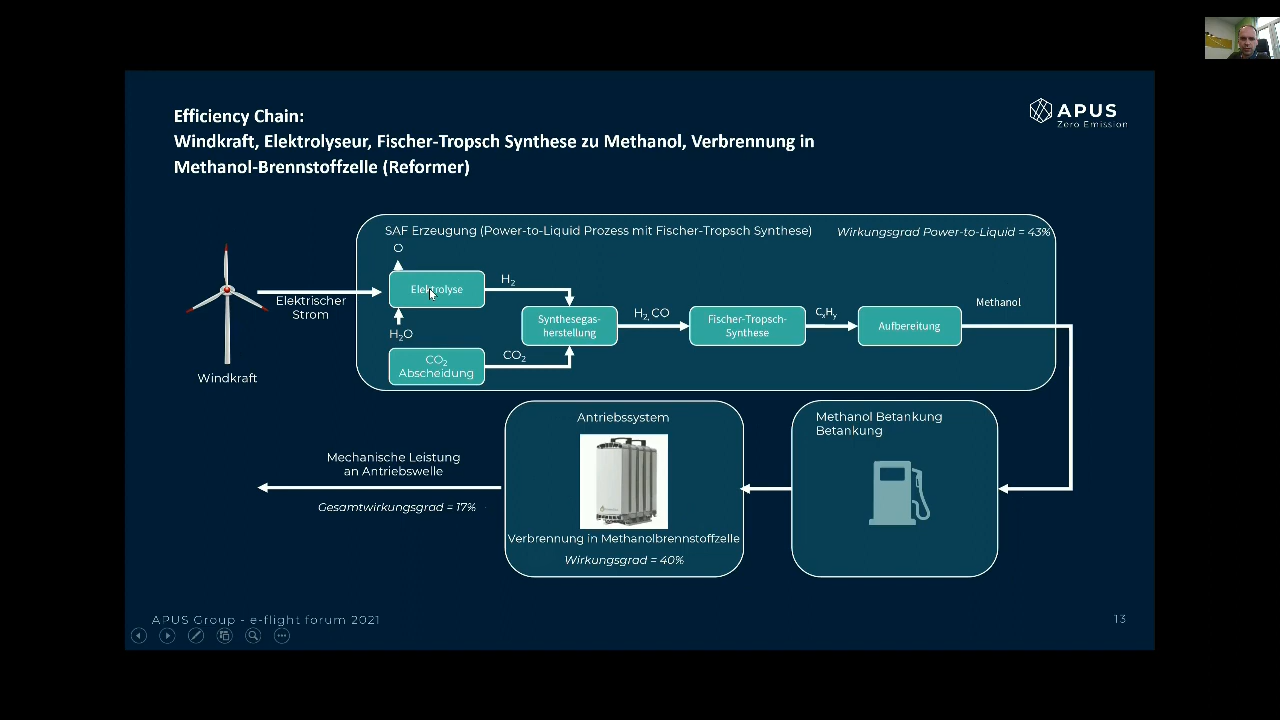 Efficiency Chain:
Windkraft, Elektrolyseur, Fischer-Tropsch Synthese zu Methanol, Verbrennung in
Methanol-Brennstoffzelle (Reformer)
APUS
Zero Emission
SAF Erzeugung (Power-to-Liquid Prozess mit Fischer-Tropsch Synthese)
Wirkungsgrad Power-to-Liquid = 43%
O
Elektrolyse
H₂
Elektrischer
Strom
H₂O
Synthesegas-
herstellung
H₂, CO
Fischer-Tropsch-
Synthese
CₓHᵧ
Aufbereitung
Methanol
CO₂
Abscheidung
CO₂
Windkraft
Antriebssystem
Verbrennung in Methanolbrennstoffzelle
Wirkungsgrad = 40%
Methanol Betankung
Betankung
Mechanische Leistung
an Antriebswelle
Gesamtwirkungsgrad = 17%
APUS Group - e-flight forum 2021
13